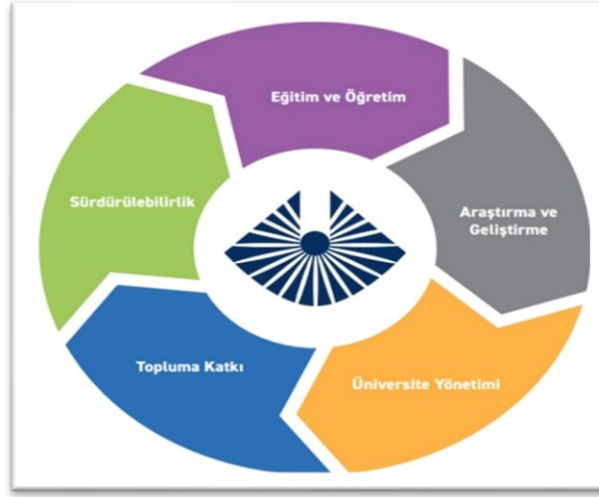 Eğitim ve Öğretim
Araştırma ve
Geliştirme
Üniversite Yönetimi
Topluma Katkı
Sürdürülebilirlik